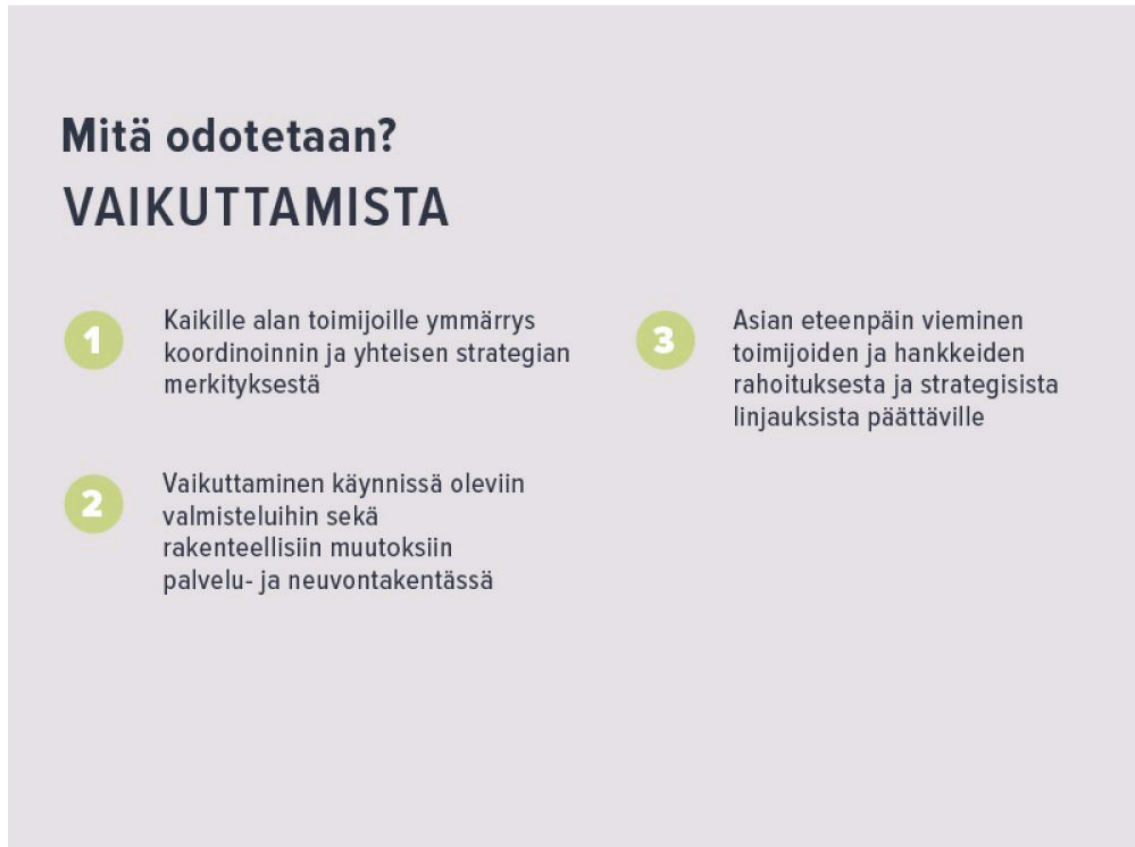 Mitä odotetaan?
VAIKUTTAMISTA
1
Kaikille alan toimijoille ymmärrys
koordinoinnin ja yhteisen strategian
merkityksestä
2
Vaikuttaminen käynnissä oleviin
valmisteluihin sekä
rakenteellisiin muutoksiin
palvelu- ja neuvontakentässä
3
Asian eteenpäin vieminen
toimijoiden ja hankkeiden
rahoituksesta ja strategisista
linjauksista päättäville